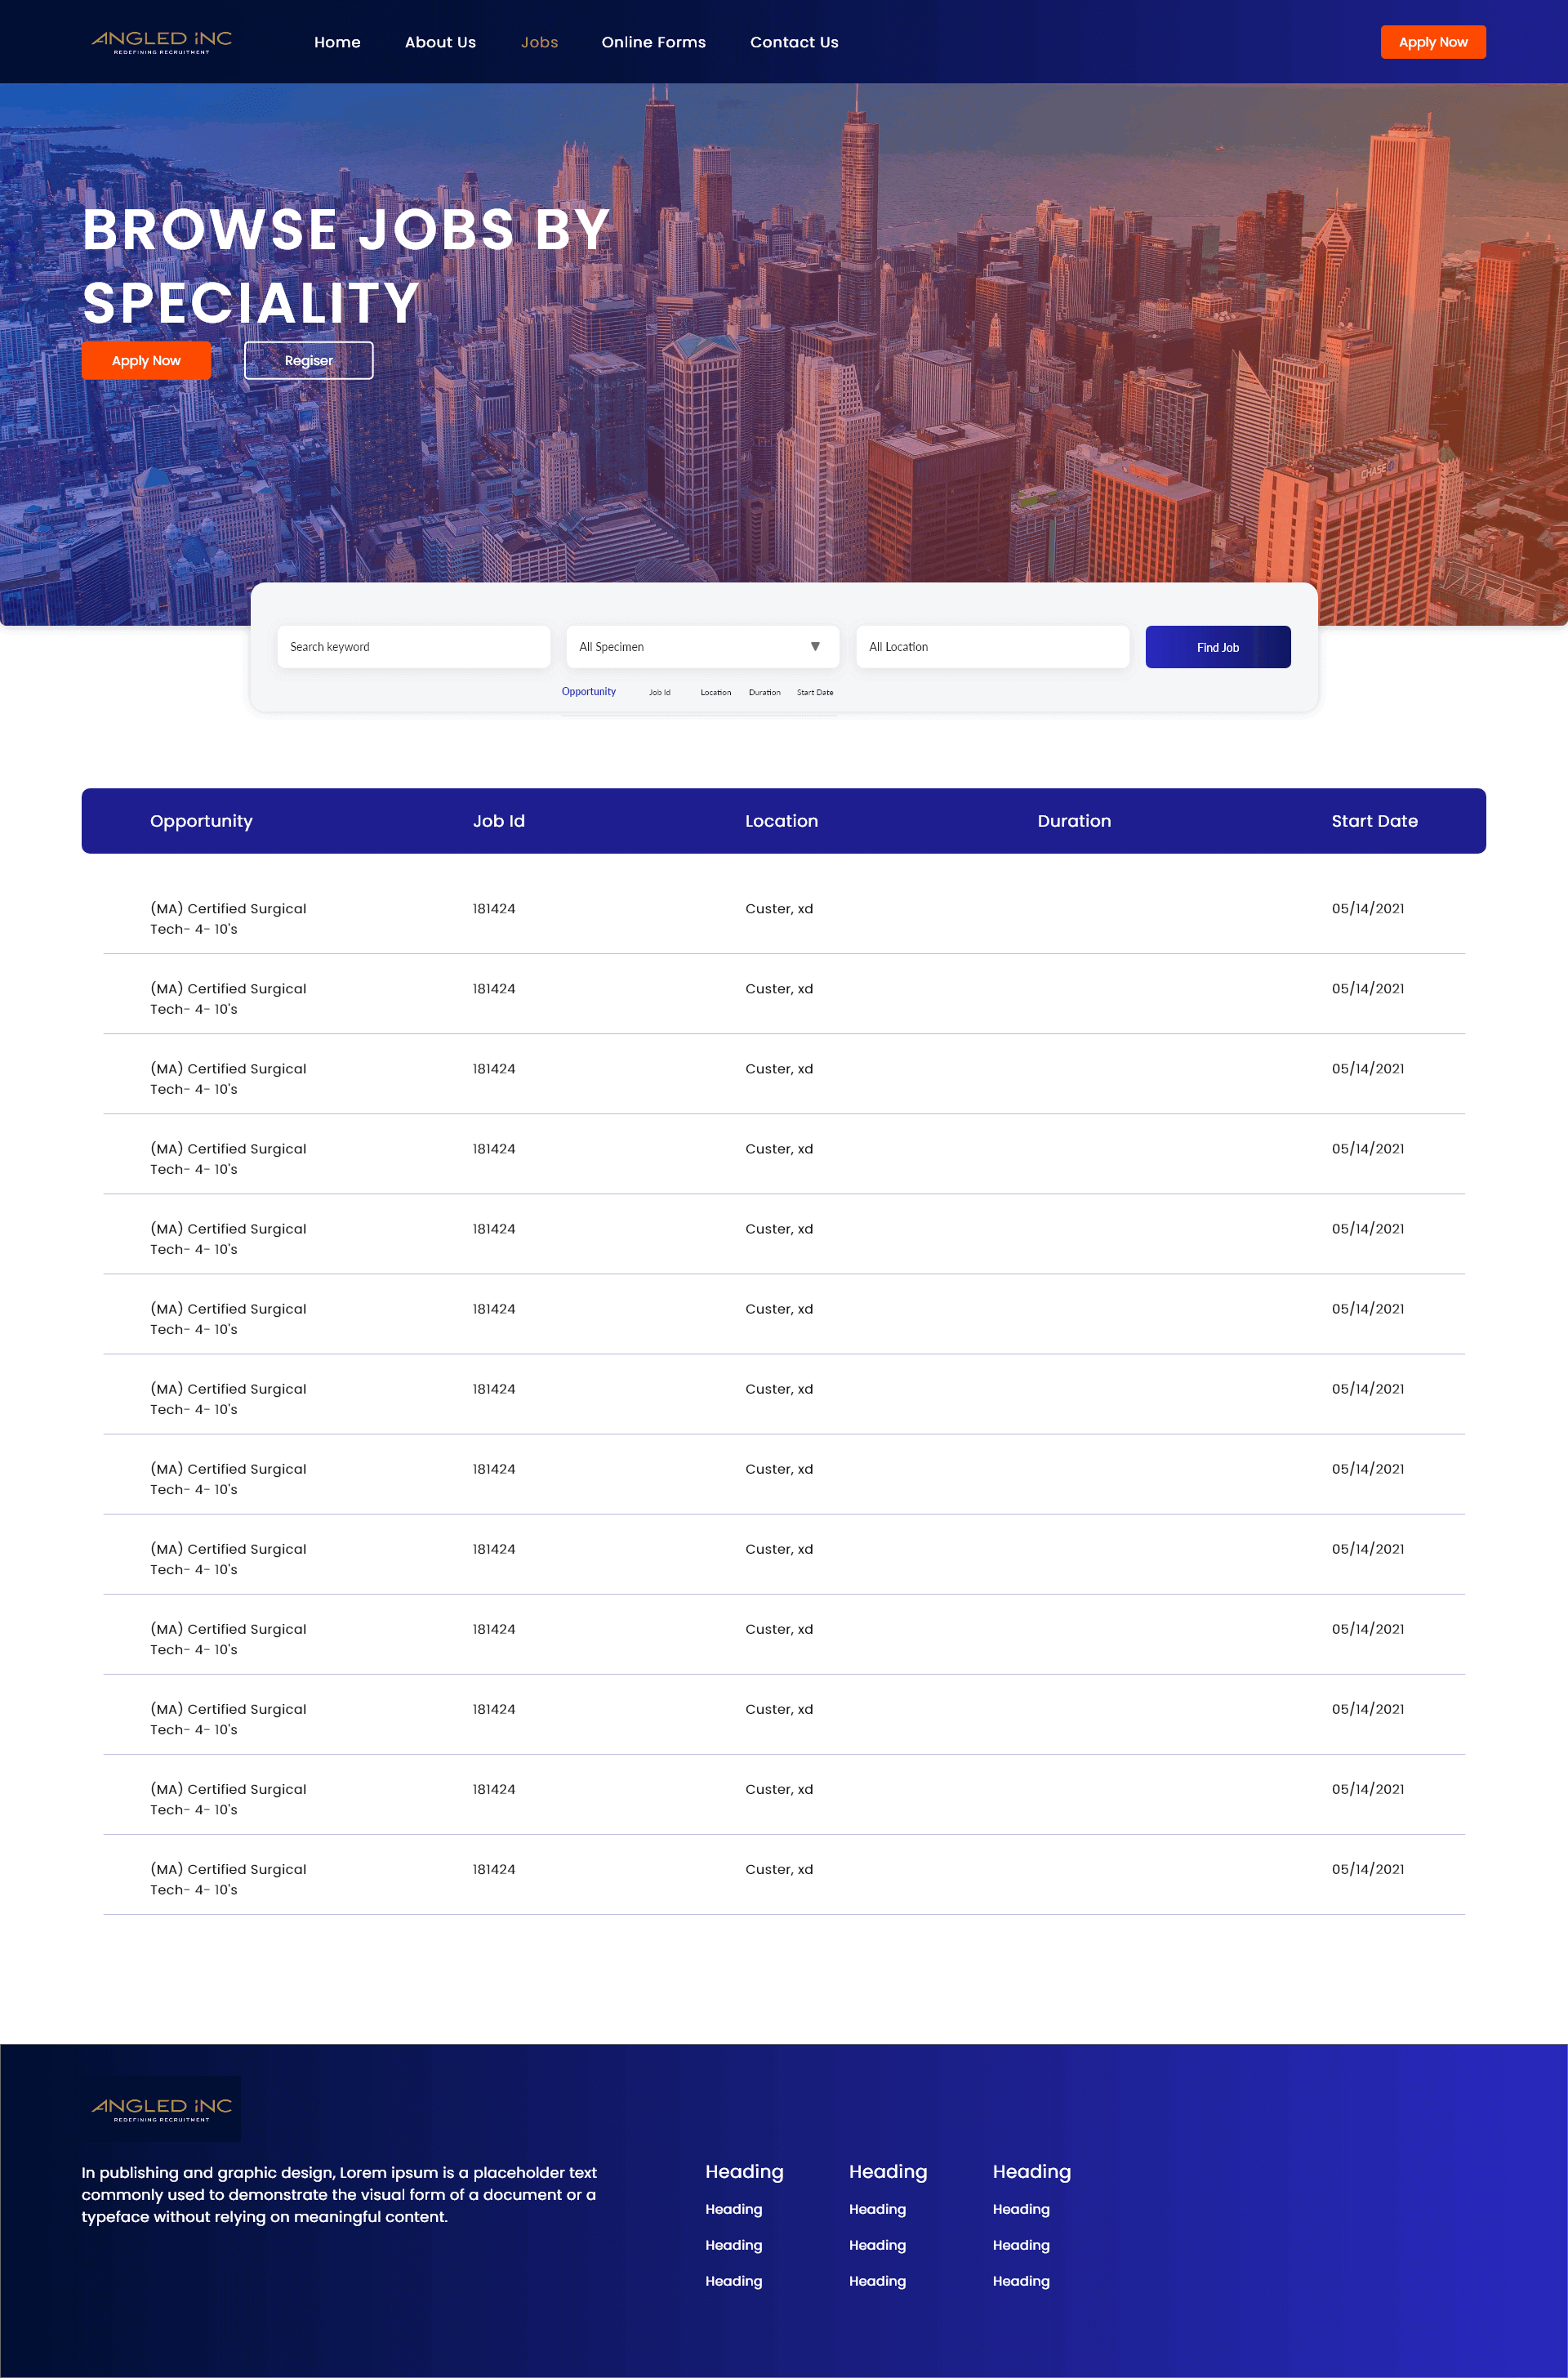 ANGLED INC
REDEFINING RECRUITMENT
Home About Us Jobs Online Forms Contact Us Apply Now
BROWSE JOBS BY
SPECIALITY
Apply Now Regiser
CHASE
Search keyword All Specimen All Location Find Job
Opportunity Job Id Location Duration Start Date
Opportunity Job Id Location Duration Start Date
(MA) Certified Surgical 181424 Custer, xd 05/14/2021
Tech- 4- 10's
(MA) Certified Surgical 181424 Custer, xd 05/14/2021
Tech- 4- 10's
(MA) Certified Surgical 181424 Custer, xd 05/14/2021
Tech- 4- 10's
(MA) Certified Surgical 181424 Custer, xd 05/14/2021
Tech- 4- 10's
(MA) Certified Surgical 181424 Custer, xd 05/14/2021
Tech- 4- 10's
(MA) Certified Surgical 181424 Custer, xd 05/14/2021
Tech- 4- 10's
(MA) Certified Surgical 181424 Custer, xd 05/14/2021
Tech- 4- 10's
(MA) Certified Surgical 181424 Custer, xd 05/14/2021
Tech- 4- 10's
(MA) Certified Surgical 181424 Custer, xd 05/14/2021
Tech- 4- 10's
(MA) Certified Surgical 181424 Custer, xd 05/14/2021
Tech- 4- 10's
(MA) Certified Surgical 181424 Custer, xd 05/14/2021
Tech- 4- 10's
(MA) Certified Surgical 181424 Custer, xd 05/14/2021
Tech- 4- 10's
(MA) Certified Surgical 181424 Custer, xd 05/14/2021
Tech- 4- 10's
ANGLED INC
REDEFINING RECRUITMENT
In publishing and graphic design, Lorem ipsum is a placeholder text
commonly used to demonstrate the visual form of a document or a
typeface without relying on meaningful content.
Heading Heading Heading
Heading Heading Heading
Heading Heading Heading
Heading Heading Heading